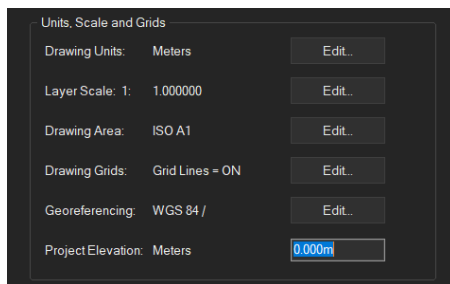 Units, Scale and Grids
Drawing Units: Meters Edit...
Layer Scale: 1: 1.000000 Edit...
Drawing Area: ISO A1 Edit...
Drawing Grids: Grid Lines = ON Edit...
Georeferencing: WGS 84 / Edit...
Project Elevation: Meters 0.000m